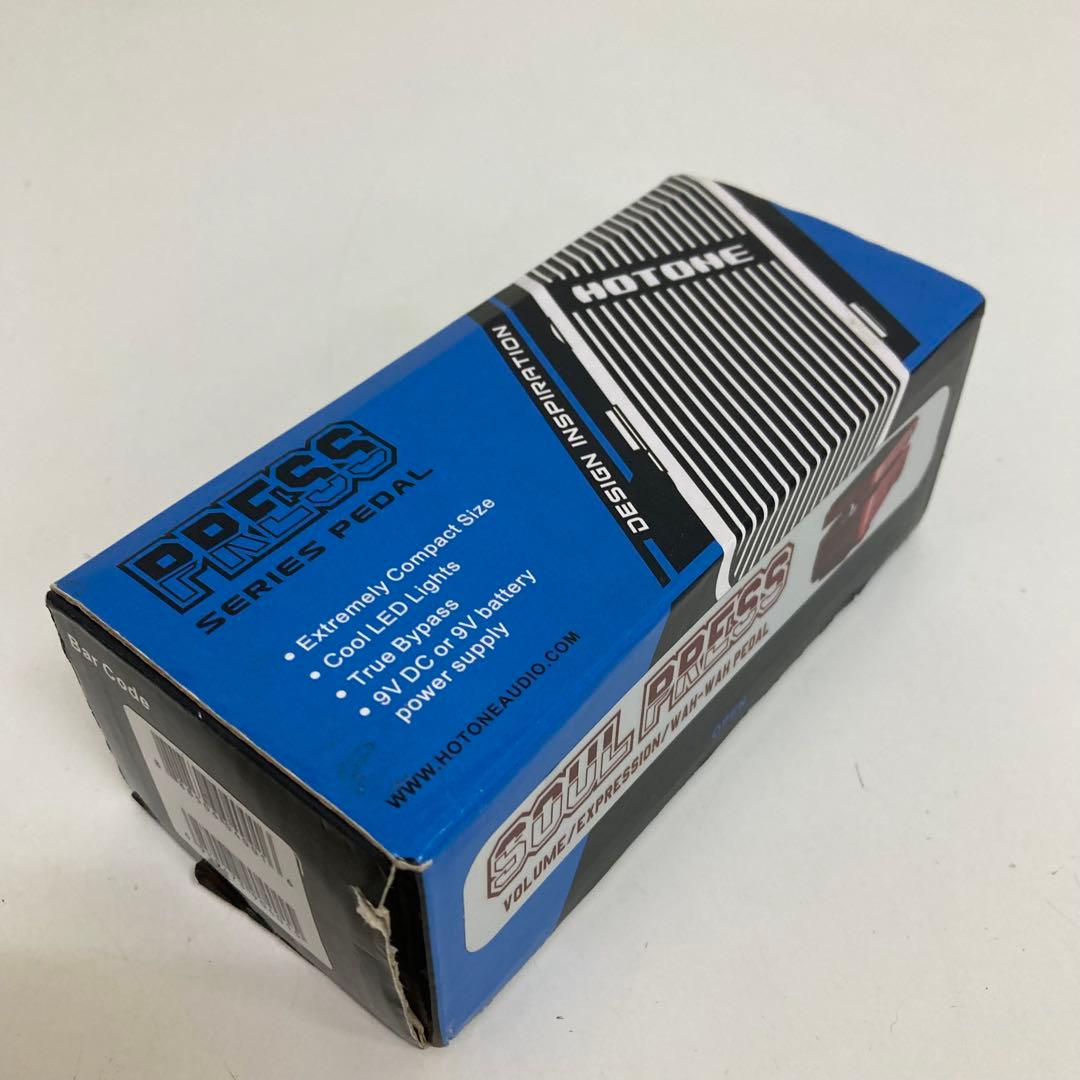 HOTONE
DESIGN INSPIRATION
PRESS
SERIES PEDAL
• Extremely Compact Size
• Cool LED Lights
• True Bypass
• 9V DC or 9V battery
power supply
WWW.HOTONEAUDIO.COM
Bar Code
SOUL PRESS
VOLUME/EXPRESSION/WAH-WAH PEDAL
OPEN